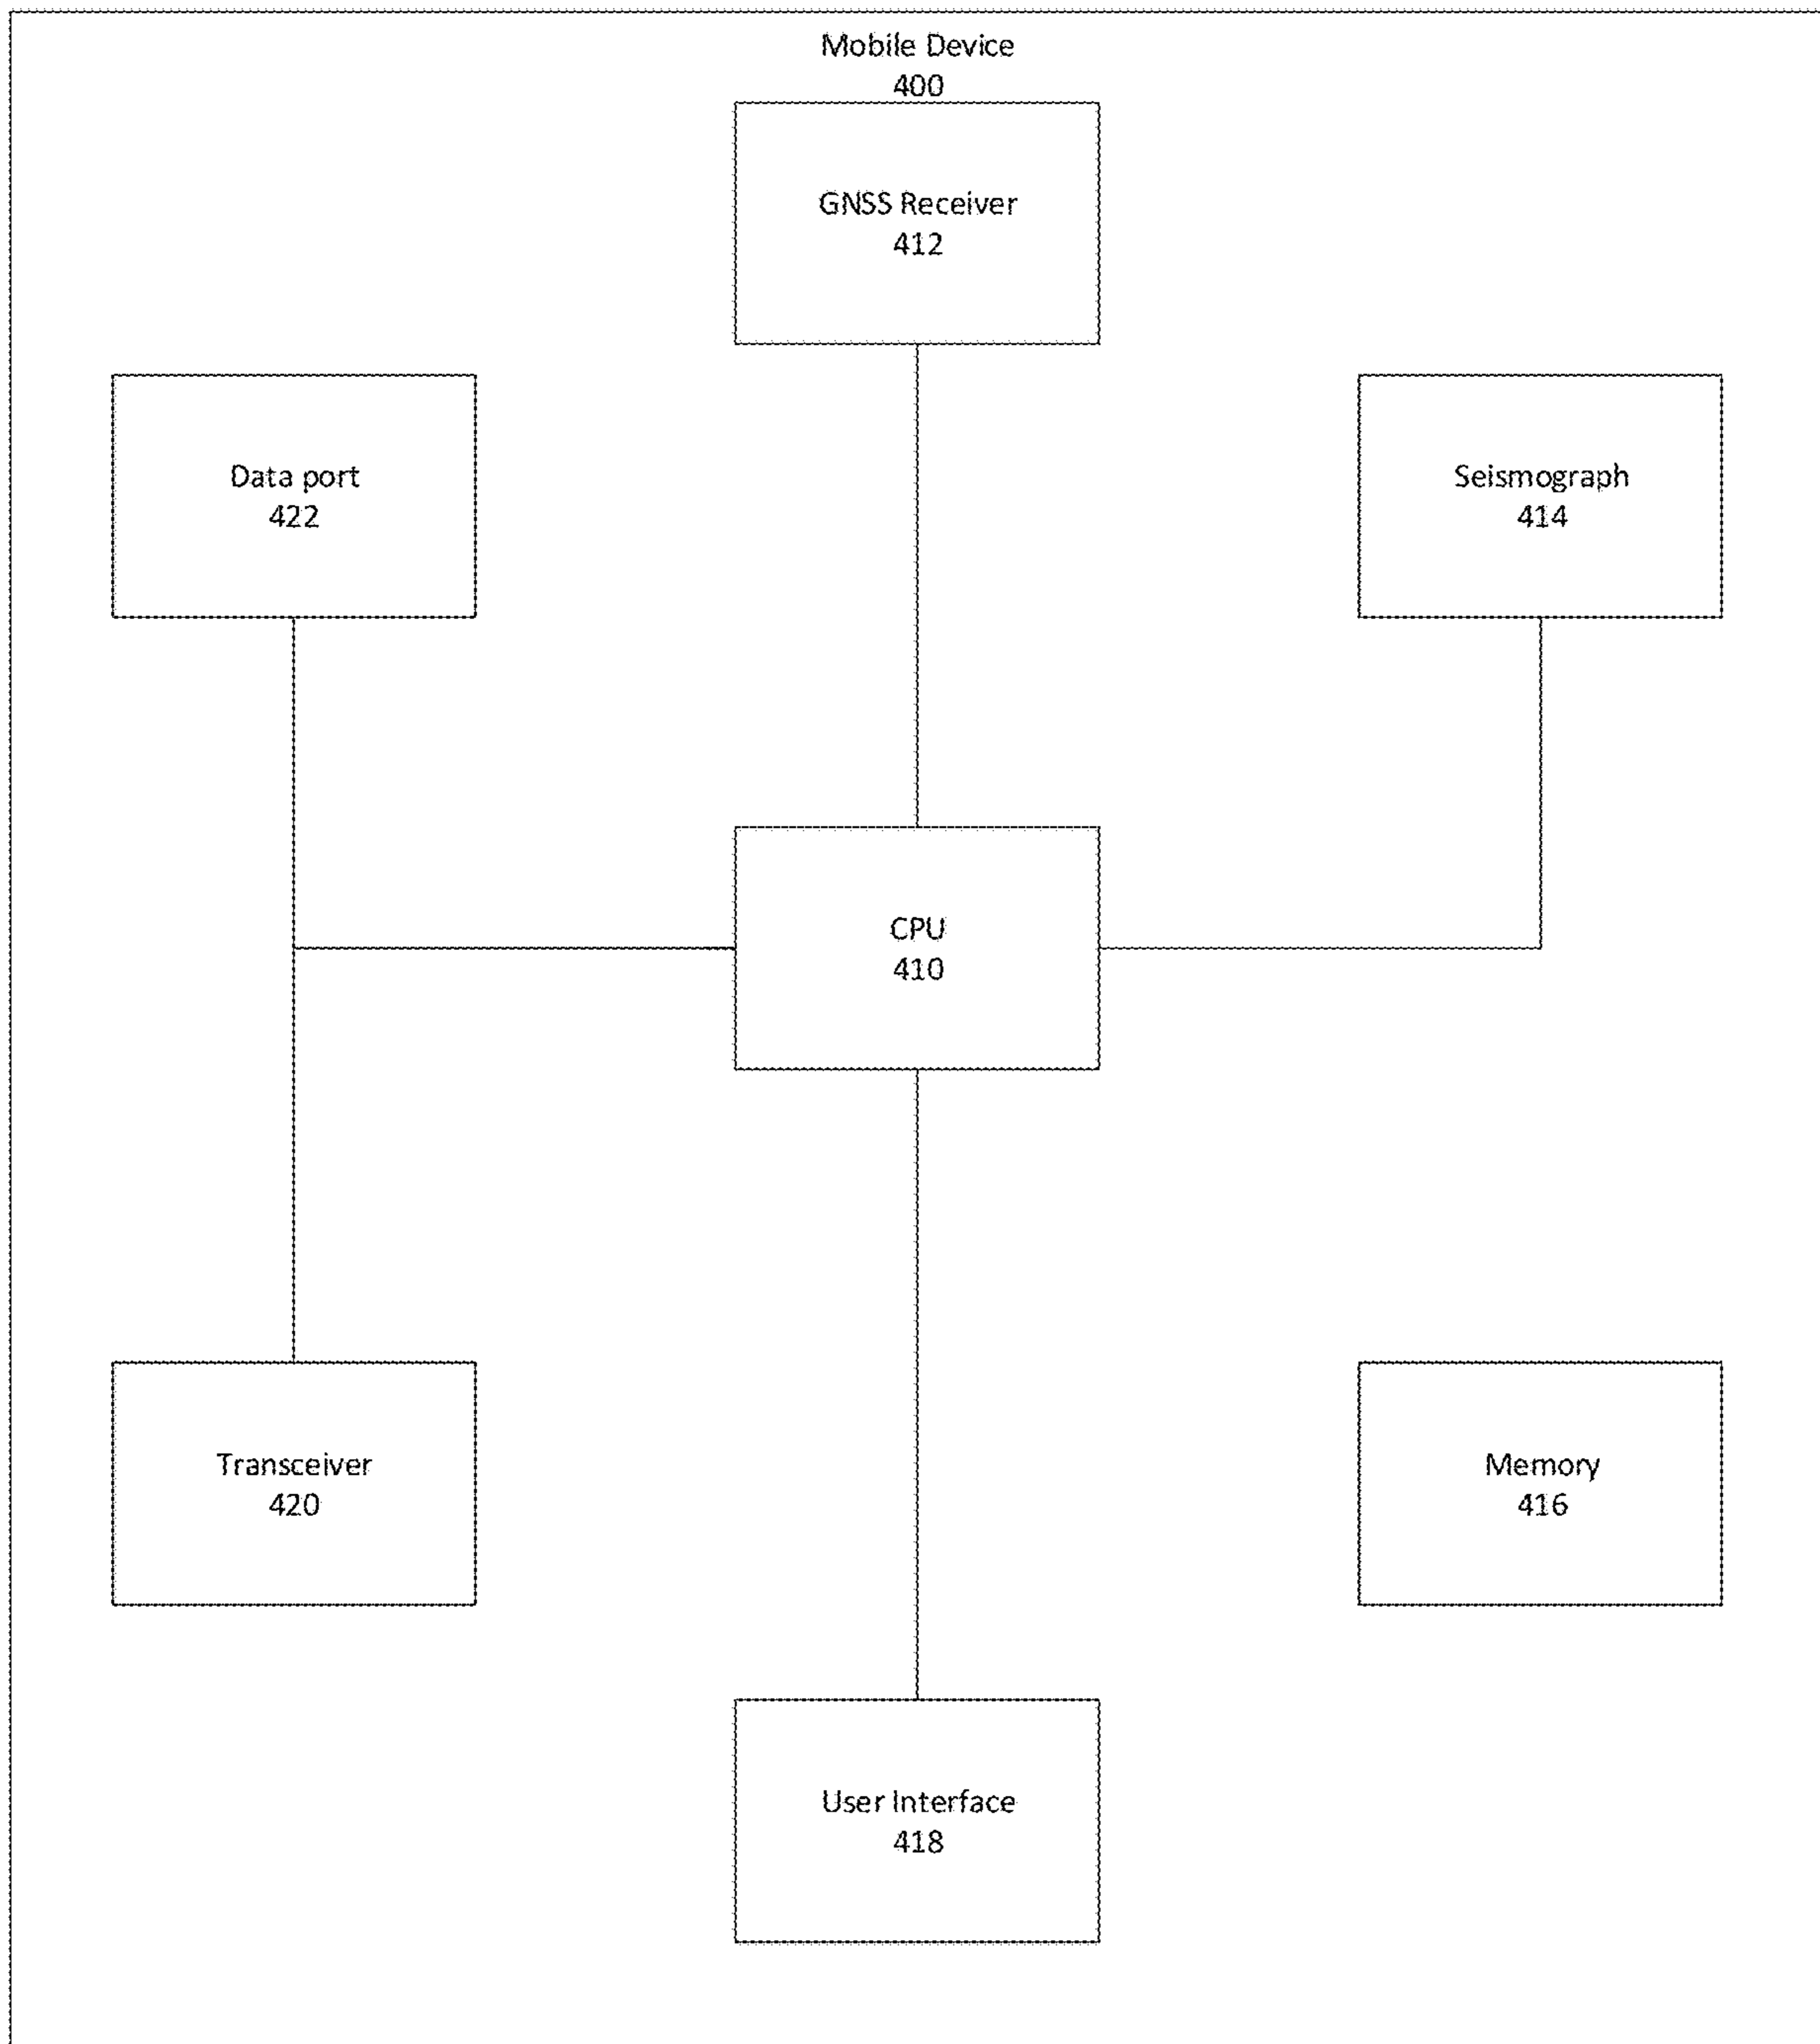 Mobile Device
400
GNSS Receiver
412
Data port
422
Seismograph
414
CPU
410
Transceiver
420
Memory
416
User Interface
418